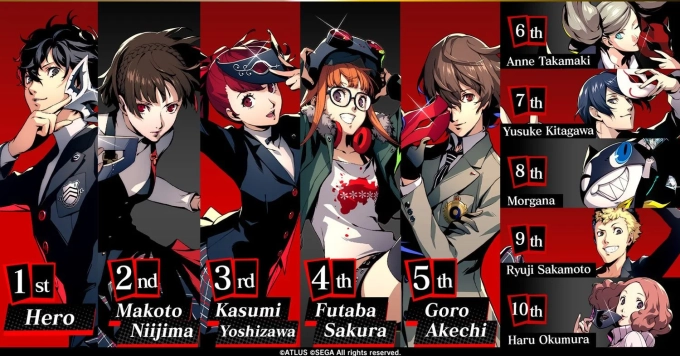 1st
Hero
2nd
Makoto
Niijima
3rd
Kasumi
Yoshizawa
4th
Futaba
Sakura
5th
Goro
Akechi
6th
Anne Takamaki
7th
Yusuke Kitagawa
8th
Morgana
9th
Ryuji Sakamoto
10th
Haru Okumura
©ATLUS ©SEGA All rights reserved.